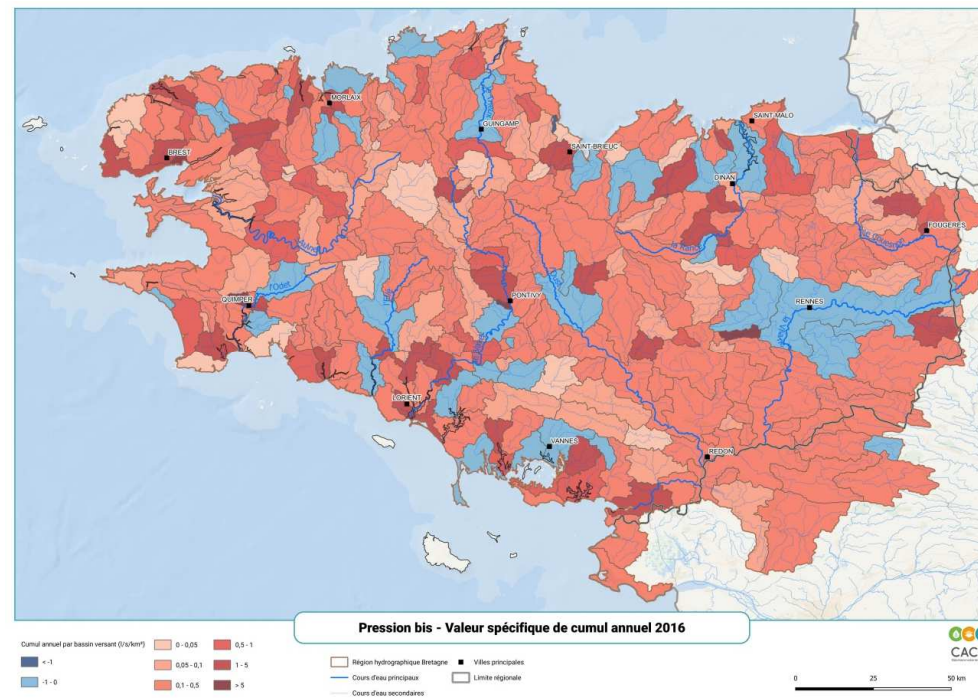 MORLAIX
GUINGAMP
SAINT-MALO
BREST
SAINT-BRIEUC
DINAN
FOUGERES
l'Odet
QUIMPER
PONTIVY
RENNES
LORIENT
VANNES
REDON
Pression bis - Valeur spécifique de cumul annuel 2016
Cumul annuel par bassin versant (l/s/km²)
< -1
-1 - 0
0 - 0,05
0,05 - 0,1
0,1 - 0,5
0,5 - 1
1 - 5
> 5
Région hydrographique Bretagne
Cours d'eau principaux
Cours d'eau secondaires
Villes principales
Limite régionale
CAC
0 25 50 km